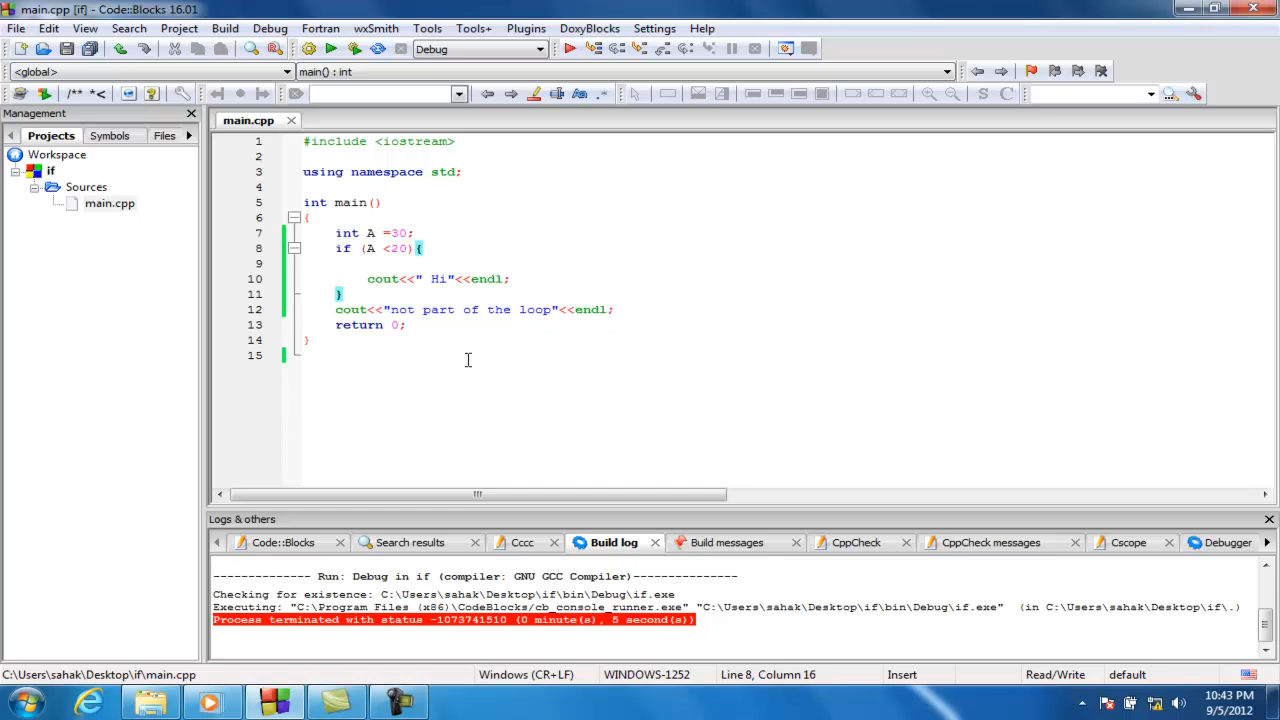 main.cpp [if] - Code::Blocks 16.01
File Edit View Search Project Build Debug Fortran wxSmith Tools Tools+ Plugins DoxyBlocks Settings Help
Debug
<global> main() : int
/** *<
Management
main.cpp
Projects Symbols Files
Workspace
if
Sources
main.cpp
1 #include <iostream>
2
3 using namespace std;
4
5 int main()
6 {
7 int A =30;
8 if (A <20){
9
10 cout<<" Hi"<<endl;
11 }
12 cout<<"not part of the loop"<<endl;
13 return 0;
14 }
15
Logs & others
Code::Blocks Search results Cccc Build log Build messages CppCheck CppCheck messages Cscope Debugger
-------------- Run: Debug in if (compiler: GNU GCC Compiler)---------------
Checking for existence: C:\Users\sahak\Desktop\if\bin\Debug\if.exe
Executing: "C:\Program Files (x86)\CodeBlocks/cb_console_runner.exe" "C:\Users\sahak\Desktop\if\bin\Debug\if.exe" (in C:\Users\sahak\Desktop\if\.)
Process terminated with status -1073741510 (0 minute(s), 5 second(s))
C:\Users\sahak\Desktop\if\main.cpp Windows (CR+LF) WINDOWS-1252 Line 8, Column 16 Insert Read/Write default
10:43 PM
9/5/2012